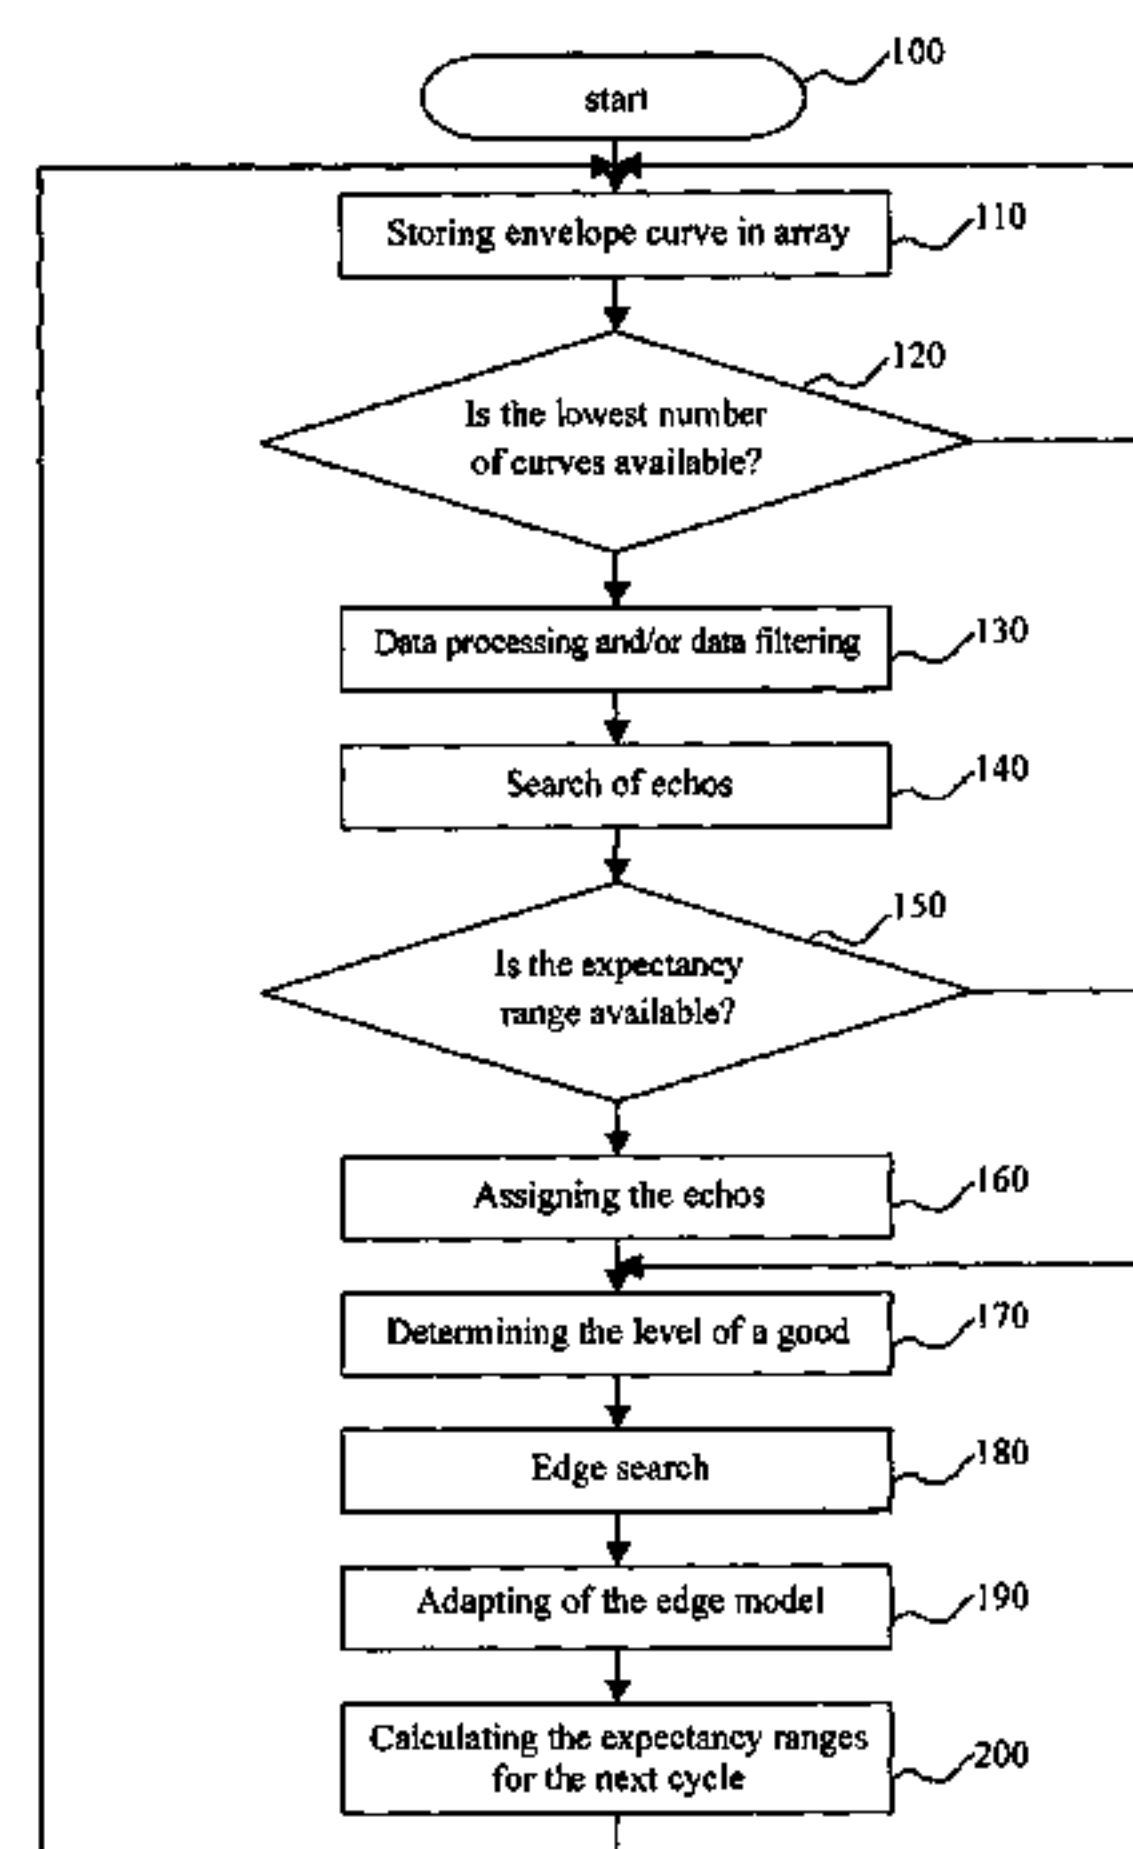 100
start
110
Storing envelope curve in array
120
Is the lowest number
of curves available?
130
Data processing and/or data filtering
140
Search of echos
150
Is the expectancy
range available?
160
Assigning the echos
170
Determining the level of a good
180
Edge search
190
Adapting of the edge model
200
Calculating the expectancy ranges
for the next cycle